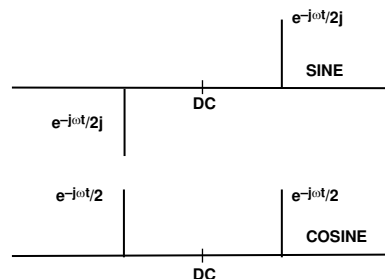 e–jωt/2j
SINE
DC
e–jωt/2j
e–jωt/2
e–jωt/2
COSINE
DC